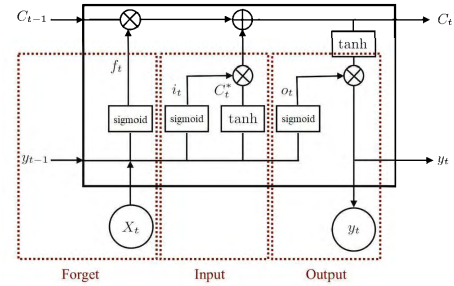 C_{t-1} C_t
tanh
f_t i_t C_t^* o_t
sigmoid sigmoid tanh sigmoid
y_{t-1} y_t
X_t y_t
Forget Input Output